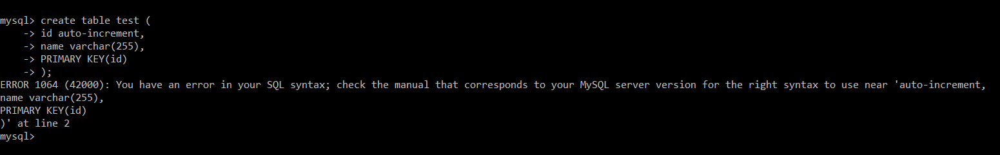 mysql> create table test (
    -> id auto-increment,
    -> name varchar(255),
    -> PRIMARY KEY(id)
    -> );
ERROR 1064 (42000): You have an error in your SQL syntax; check the manual that corresponds to your MySQL server version for the right syntax to use near 'auto-increment,
name varchar(255),
PRIMARY KEY(id)
)' at line 2
mysql>